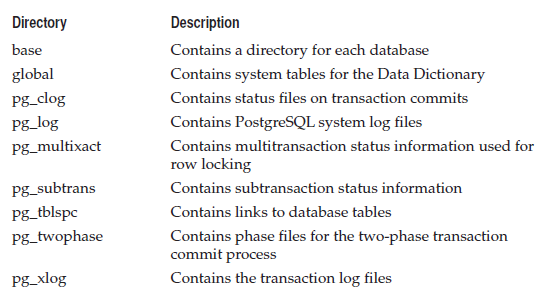 Directory Description
base Contains a directory for each database
global Contains system tables for the Data Dictionary
pg_clog Contains status files on transaction commits
pg_log Contains PostgreSQL system log files
pg_multixact Contains multitransaction status information used for
row locking
pg_subtrans Contains subtransaction status information
pg_tblspc Contains links to database tables
pg_twophase Contains phase files for the two-phase transaction
commit process
pg_xlog Contains the transaction log files